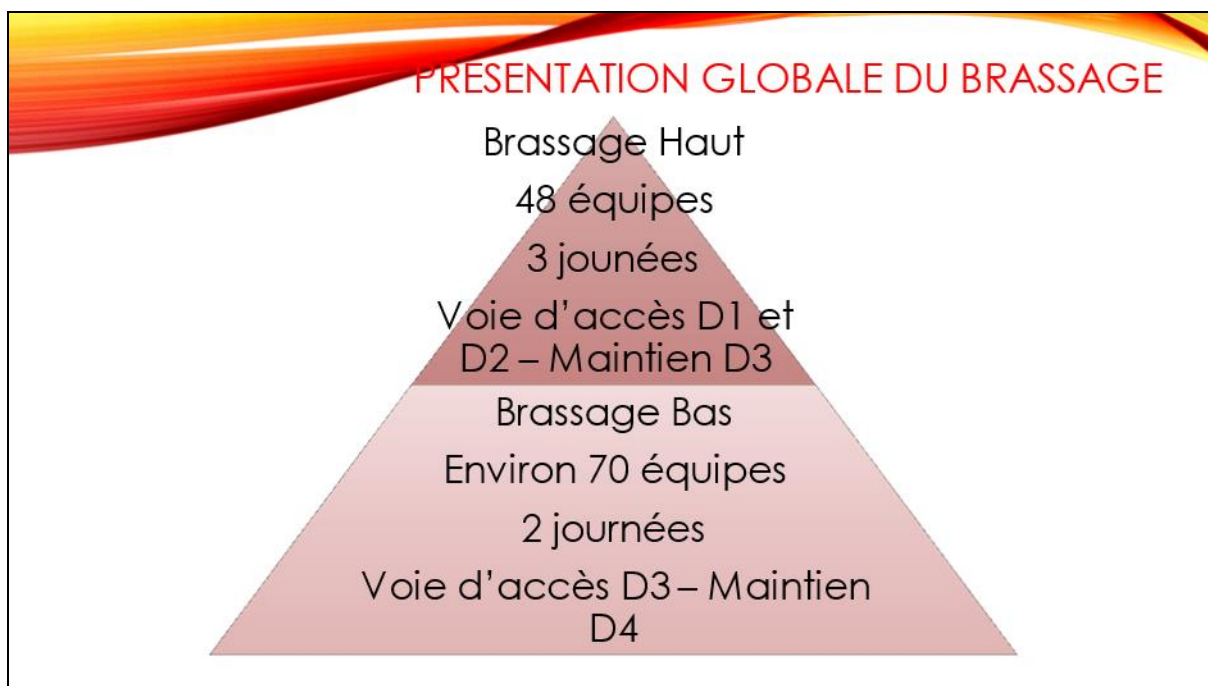 PRESENTATION GLOBALE DU BRASSAGE
Brassage Haut
48 équipes
3 jounées
Voie d’accès D1 et
D2 – Maintien D3
Brassage Bas
Environ 70 équipes
2 journées
Voie d’accès D3 – Maintien
D4